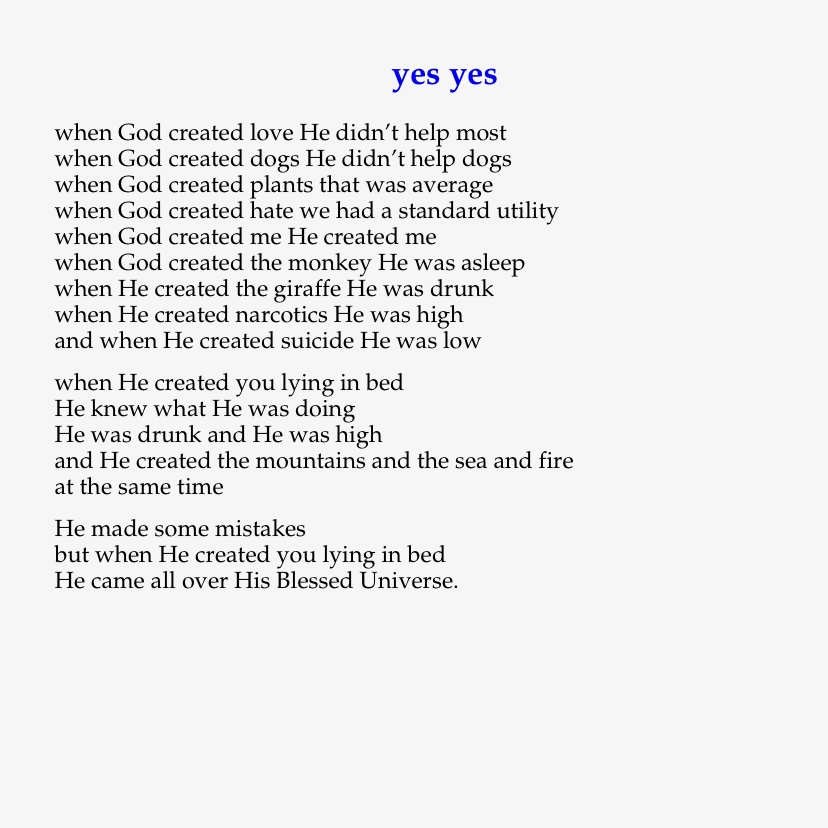 yes yes
when God created love He didn't help most
when God created dogs He didn't help dogs
when God created plants that was average
when God created hate we had a standard utility
when God created me He created me
when God created the monkey He was asleep
when He created the giraffe He was drunk
when He created narcotics He was high
and when He created suicide He was low
when He created you lying in bed
He knew what He was doing
He was drunk and He was high
and He created the mountains and the sea and fire
at the same time
He made some mistakes
but when He created you lying in bed
He came all over His Blessed Universe.